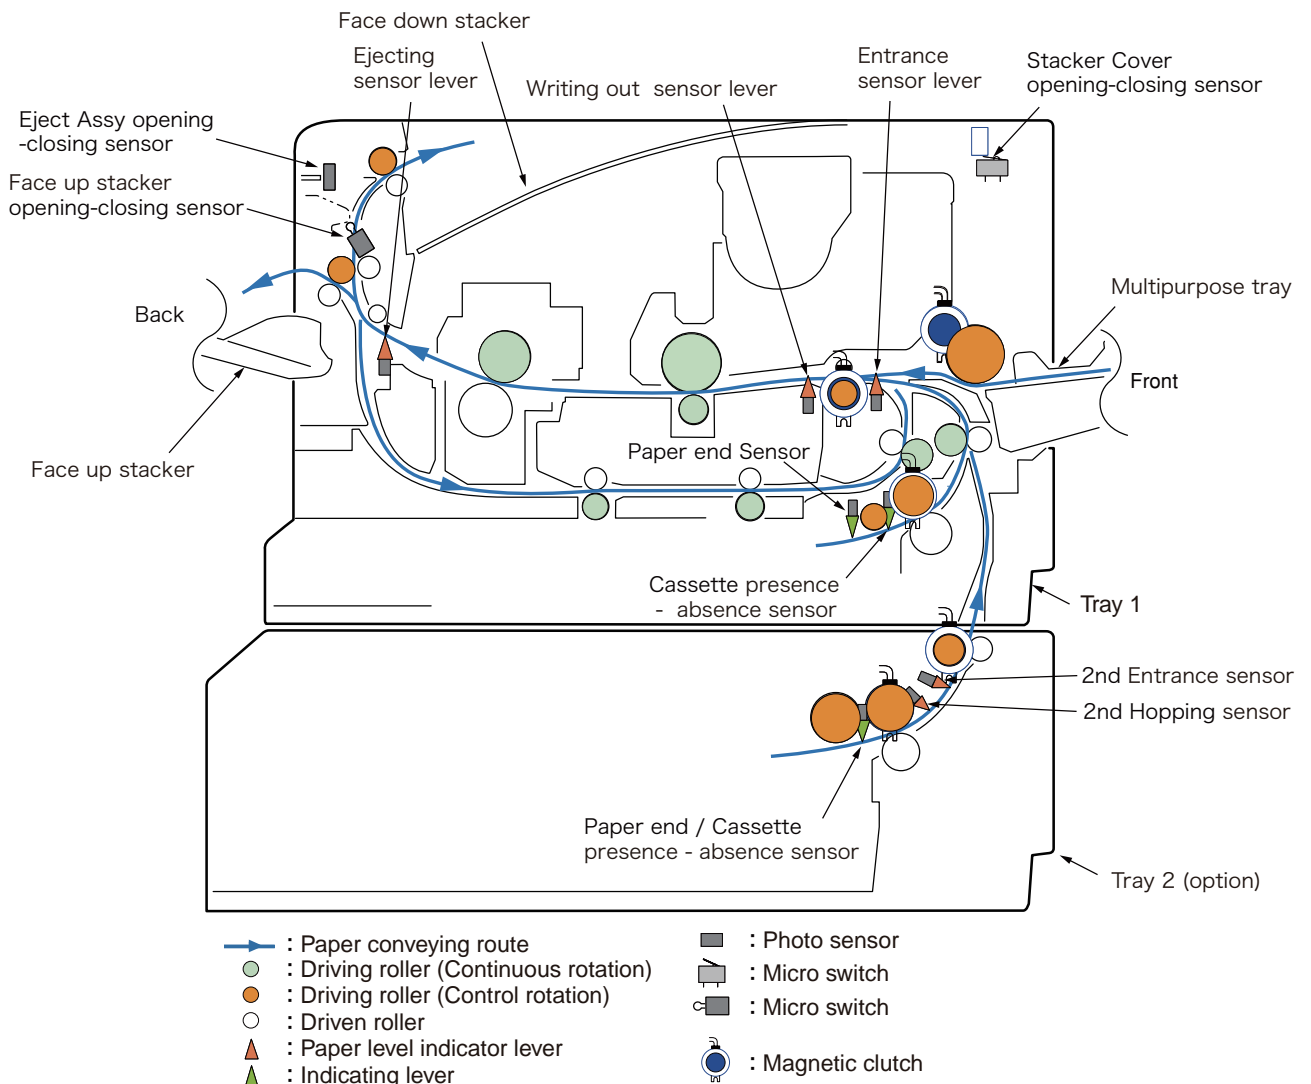 Face down stacker
Ejecting
sensor lever
Writing out  sensor lever
Entrance
sensor lever
Stacker Cover
opening-closing sensor
Eject Assy opening
-closing sensor
Face up stacker
opening-closing sensor
Multipurpose tray
Back
Front
Face up stacker
Paper end Sensor
Cassette presence
- absence sensor
Tray 1
2nd Entrance sensor
2nd Hopping sensor
Paper end / Cassette
presence - absence sensor
Tray 2 (option)
: Paper conveying route
: Driving roller (Continuous rotation)
: Driving roller (Control rotation)
: Driven roller
: Paper level indicator lever
: Indicating lever
: Photo sensor
: Micro switch
: Micro switch
: Magnetic clutch